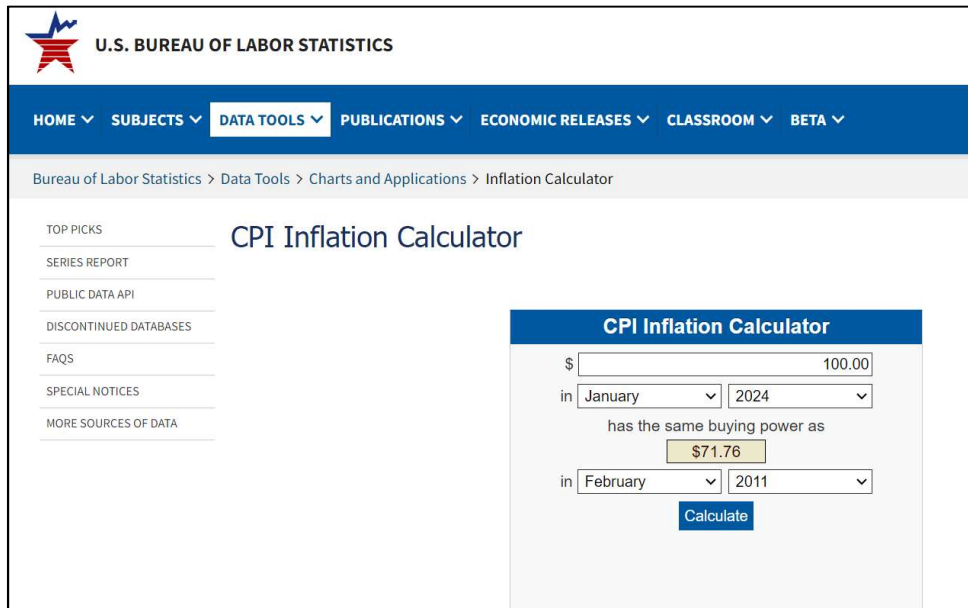 U.S. BUREAU OF LABOR STATISTICS
HOME SUBJECTS DATA TOOLS PUBLICATIONS ECONOMIC RELEASES CLASSROOM BETA
Bureau of Labor Statistics > Data Tools > Charts and Applications > Inflation Calculator
TOP PICKS
SERIES REPORT
PUBLIC DATA API
DISCONTINUED DATABASES
FAQS
SPECIAL NOTICES
MORE SOURCES OF DATA
CPI Inflation Calculator
CPI Inflation Calculator
$ 100.00
in January 2024
has the same buying power as
$71.76
in February 2011
Calculate